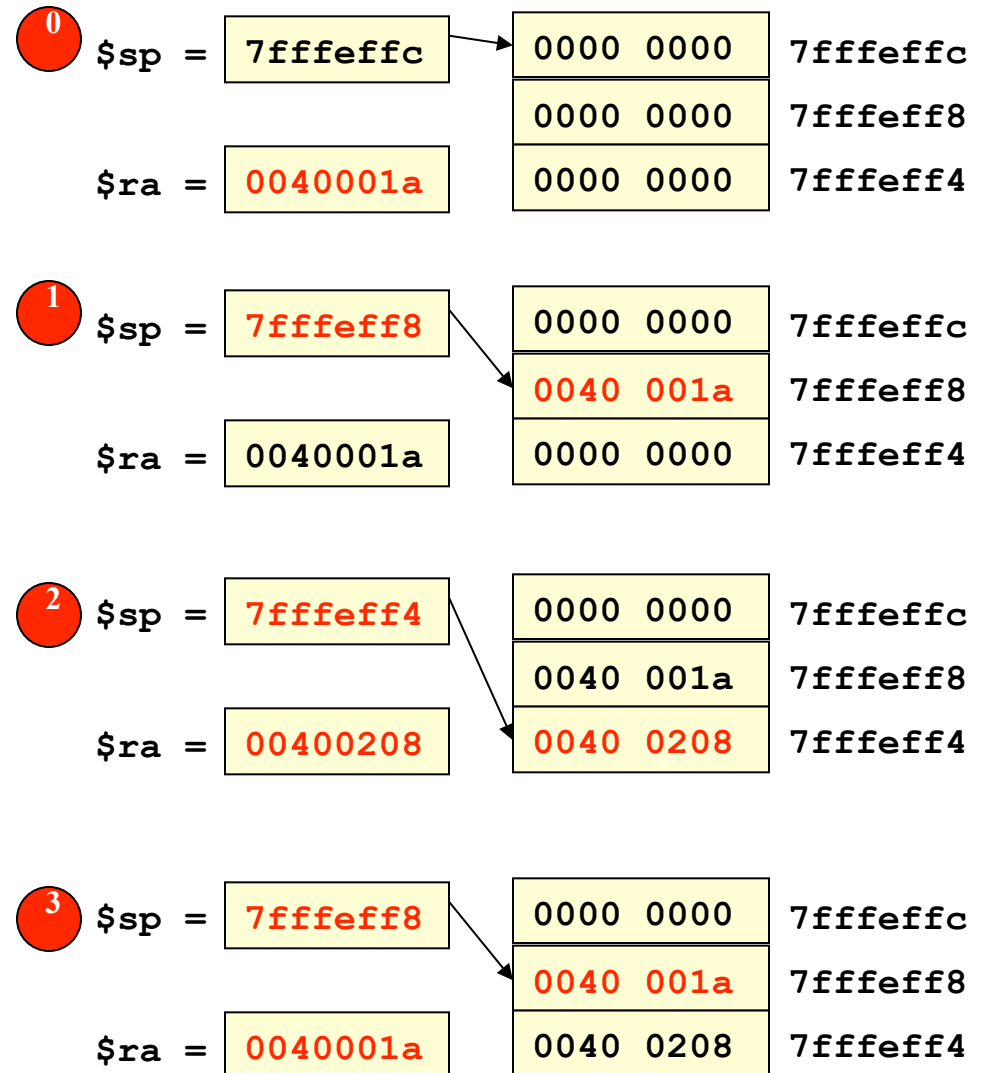 0
$sp = 7fffeffc 0000 0000 7fffeffc
0000 0000 7fffeff8
$ra = 0040001a 0000 0000 7fffeff4
1
$sp = 7fffeff8 0000 0000 7fffeffc
0040 001a 7fffeff8
$ra = 0040001a 0000 0000 7fffeff4
2
$sp = 7fffeff4 0000 0000 7fffeffc
0040 001a 7fffeff8
$ra = 00400208 0040 0208 7fffeff4
3
$sp = 7fffeff8 0000 0000 7fffeffc
0040 001a 7fffeff8
$ra = 0040001a 0040 0208 7fffeff4